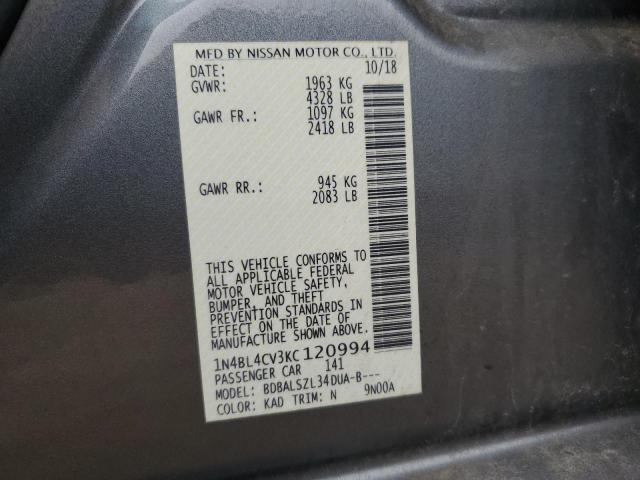 MFD BY NISSAN MOTOR CO., LTD.
DATE: 10/18
GVWR: 1963 KG
4328 LB
GAWR FR.: 1097 KG
2418 LB
GAWR RR.: 945 KG
2083 LB
THIS VEHICLE CONFORMS TO
ALL APPLICABLE FEDERAL
MOTOR VEHICLE SAFETY,
BUMPER, AND THEFT
PREVENTION STANDARDS IN
EFFECT ON THE DATE OF
MANUFACTURE SHOWN ABOVE.
1N4BL4CV3KC120994
PASSENGER CAR 141
MODEL: BDBALSZL34DUA-B---
COLOR: KAD TRIM: N 9N00A